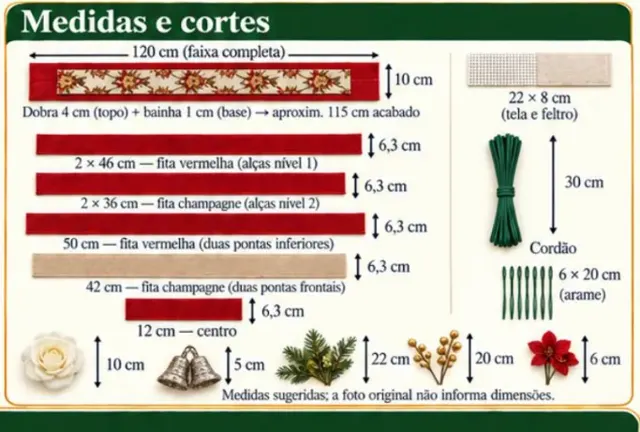 Medidas e cortes
120 cm (faixa completa)
10 cm
Dobra 4 cm (topo) + bainha 1 cm (base) → aproxim. 115 cm acabado
6,3 cm
2 × 46 cm — fita vermelha (alças nível 1)
6,3 cm
2 × 36 cm — fita champagne (alças nível 2)
6,3 cm
50 cm — fita vermelha (duas pontas inferiores)
6,3 cm
42 cm — fita champagne (duas pontas frontais)
6,3 cm
12 cm — centro
22 × 8 cm
(tela e feltro)
30 cm
Cordão
6 × 20 cm
(arame)
10 cm
5 cm
22 cm
20 cm
6 cm
Medidas sugeridas; a foto original não informa dimensões.